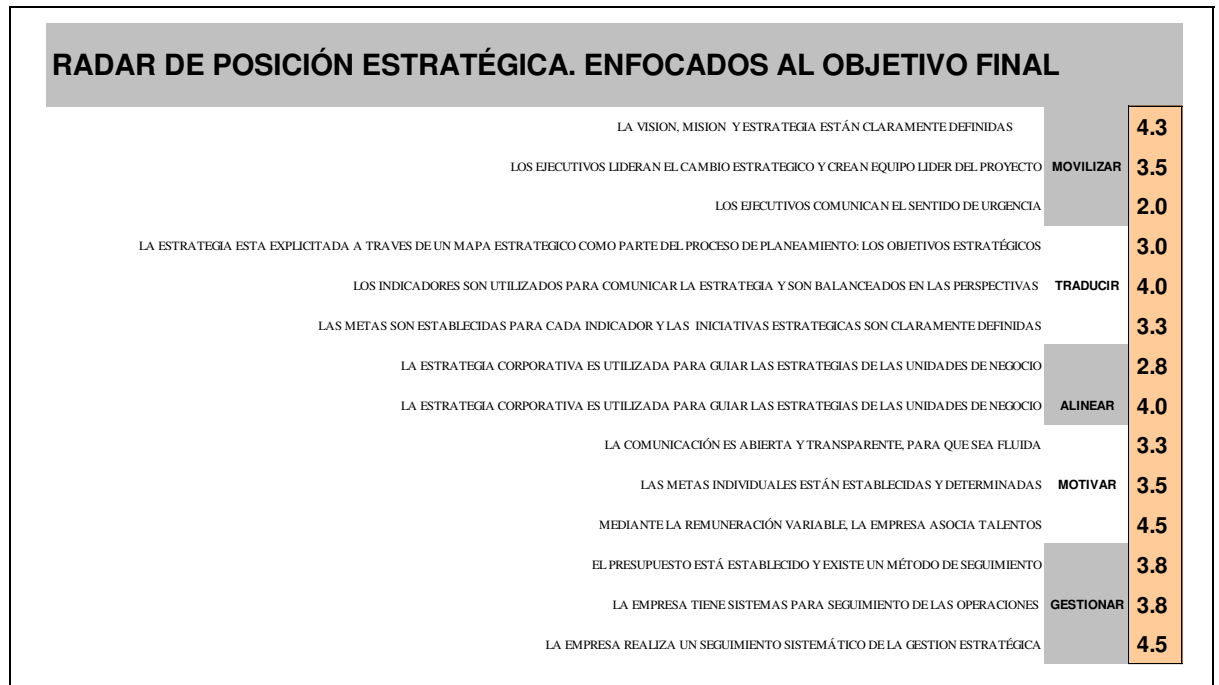 RADAR DE POSICIÓN ESTRATÉGICA. ENFOCADOS AL OBJETIVO FINAL
LA VISION, MISION Y ESTRATEGIA ESTÁN CLARAMENTE DEFINIDAS 4.3
LOS EJECUTIVOS LIDERAN EL CAMBIO ESTRATEGICO Y CREAN EQUIPO LIDER DEL PROYECTO MOVILIZAR 3.5
LOS EJECUTIVOS COMUNICAN EL SENTIDO DE URGENCIA 2.0
LA ESTRATEGIA ESTA EXPLICITADA A TRAVES DE UN MAPA ESTRATEGICO COMO PARTE DEL PROCESO DE PLANEAMIENTO: LOS OBJETIVOS ESTRATÉGICOS 3.0
LOS INDICADORES SON UTILIZADOS PARA COMUNICAR LA ESTRATEGIA Y SON BALANCEADOS EN LAS PERSPECTIVAS TRADUCIR 4.0
LAS METAS SON ESTABLECIDAS PARA CADA INDICADOR Y LAS INICIATIVAS ESTRATEGICAS SON CLARAMENTE DEFINIDAS 3.3
LA ESTRATEGIA CORPORATIVA ES UTILIZADA PARA GUIAR LAS ESTRATEGIAS DE LAS UNIDADES DE NEGOCIO 2.8
LA ESTRATEGIA CORPORATIVA ES UTILIZADA PARA GUIAR LAS ESTRATEGIAS DE LAS UNIDADES DE NEGOCIO ALINEAR 4.0
LA COMUNICACIÓN ES ABIERTA Y TRANSPARENTE, PARA QUE SEA FLUIDA 3.3
LAS METAS INDIVIDUALES ESTÁN ESTABLECIDAS Y DETERMINADAS MOTIVAR 3.5
MEDIANTE LA REMUNERACIÓN VARIABLE, LA EMPRESA ASOCIA TALENTOS 4.5
EL PRESUPUESTO ESTÁ ESTABLECIDO Y EXISTE UN MÉTODO DE SEGUIMIENTO 3.8
LA EMPRESA TIENE SISTEMAS PARA SEGUIMIENTO DE LAS OPERACIONES GESTIONAR 3.8
LA EMPRESA REALIZA UN SEGUIMIENTO SISTEMÁTICO DE LA GESTION ESTRATÉGICA 4.5